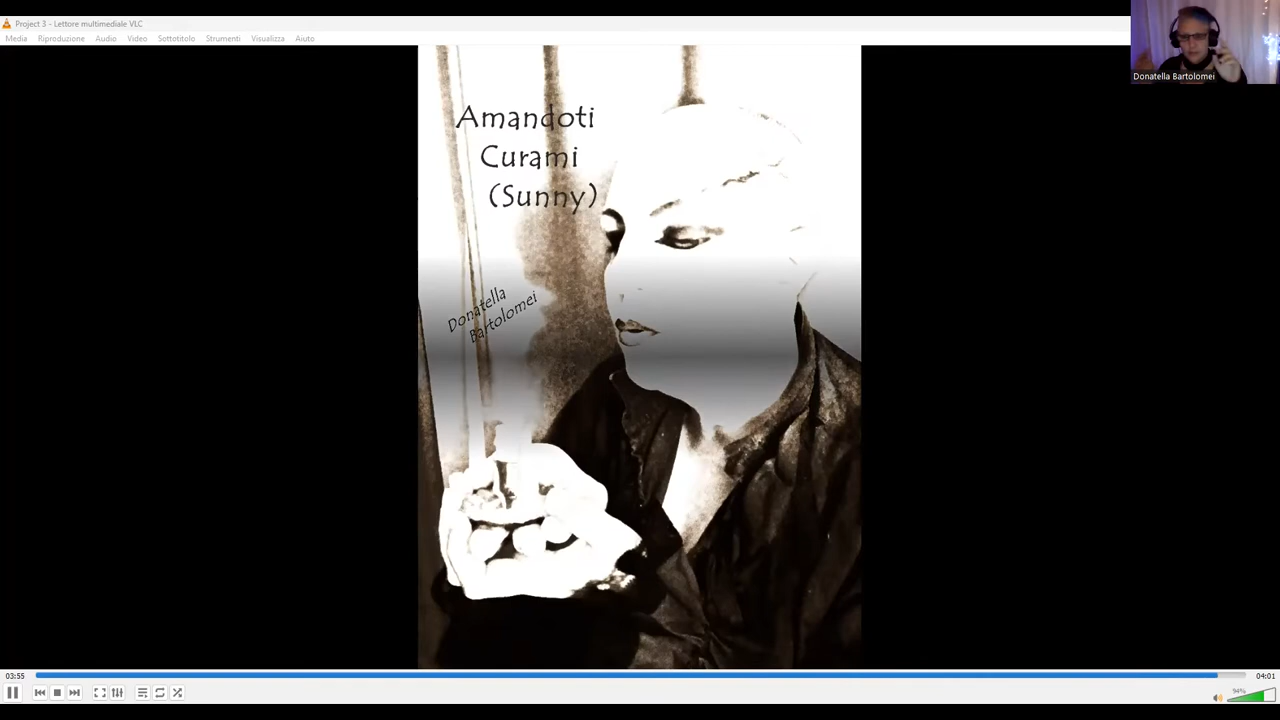 Project 3 - Lettore multimediale VLC
Media Riproduzione Audio Video Sottotitolo Strumenti Visualizza Aiuto
Donatella Bartolomei
Amandoti
Curami
(Sunny)
Donatella
Bartolomei
03:55
04:01
94%